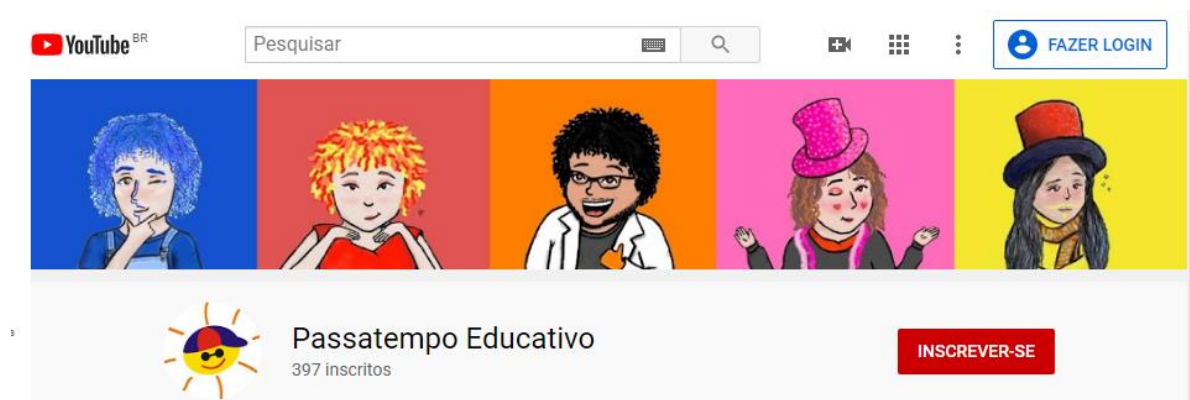 YouTube BR
Pesquisar
FAZER LOGIN
Passatempo Educativo
397 inscritos
INSCREVER-SE